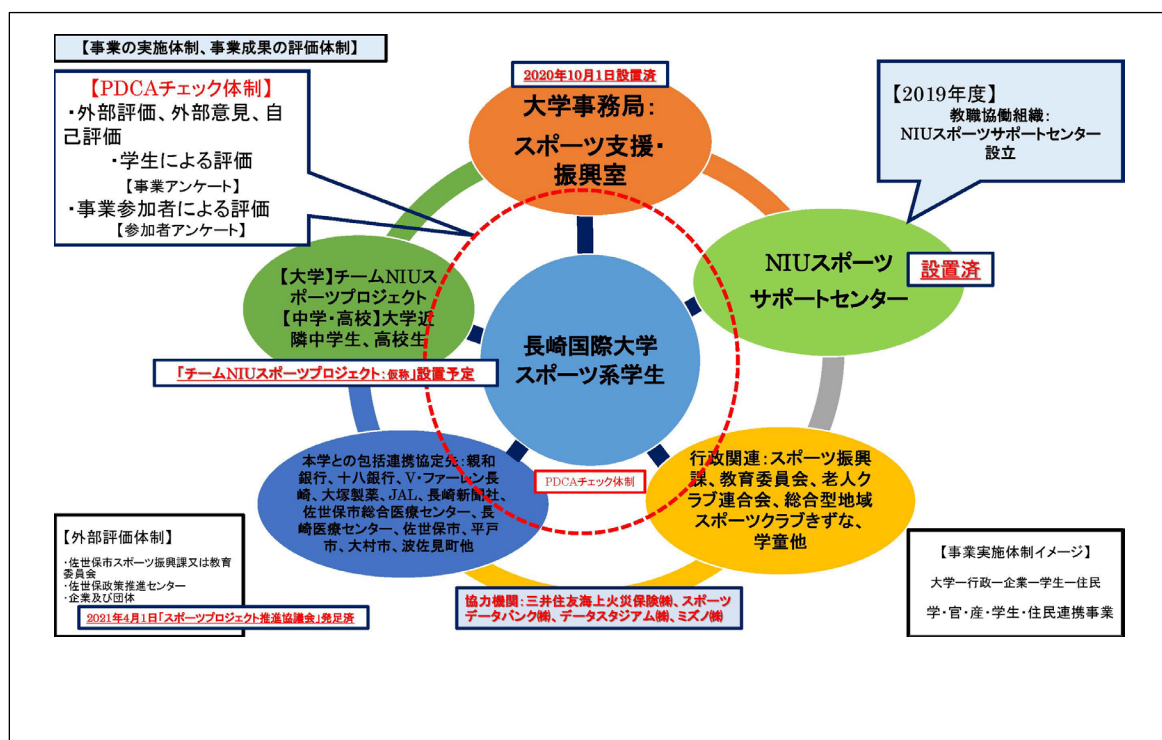 【事業の実施体制、事業成果の評価体制】
【PDCAチェック体制】
・外部評価、外部意見、自
己評価
・学生による評価
【事業アンケート】
・事業参加者による評価
【参加者アンケート】
2020年10月1日設置済
大学事務局：
スポーツ支援・
振興室
【2019年度】
教職協働組織：
NIUスポーツサポートセンター
設立
NIUスポーツ
サポートセンター
設置済
【大学】チームNIUス
ポーツプロジェクト
【中学・高校】大学近
隣中学生、高校生
「チームNIUスポーツプロジェクト：仮称」設置予定
長崎国際大学
スポーツ系学生
本学との包括連携協定先：親和
銀行、十八銀行、V・ファーレン長
崎、大塚製薬、JAL、長崎新聞社、
佐世保市総合医療センター、長
崎医療センター、佐世保市、平戸
市、大村市、波佐見町他
PDCAチェック体制
行政関連：スポーツ振興
課、教育委員会、老人ク
ラブ連合会、総合型地域
スポーツクラブきずな、
学童他
【外部評価体制】
・佐世保市スポーツ振興課又は教育
委員会
・佐世保政策推進センター
・企業及び団体
2021年4月1日「スポーツプロジェクト推進協議会」発足済
協力機関：三井住友海上火災保険㈱、スポーツ
データバンク㈱、データスタジアム㈱、ミズノ㈱
【事業実施体制イメージ】
大学ー行政ー企業ー学生ー住民
学・官・産・学生・住民連携事業